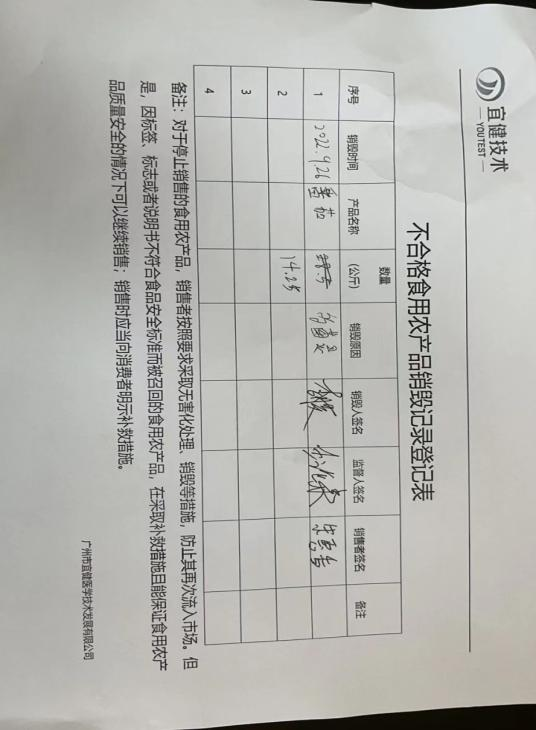 宜健技术
YOUTEST
不合格食用农产品销毁记录登记表
序号 销毁时间 产品名称 数量(公斤) 销毁原因 销毁人签名 监督人签名 销售者签名 备注
1 2022.9.26 番茄
2 14.25
3
4
备注：对于停止销售的食用农产品，销售者按照要求采取无害化处理、销毁等措施，防止其再次流入市场。但
是，因标签、标志或者说明书不符合食品安全标准而被召回的食用农产品，在采取补救措施且能保证食用农产
品质量安全的情况下可以继续销售；销售时应当向消费者明示补救措施。
广州市宜健医学技术发展有限公司